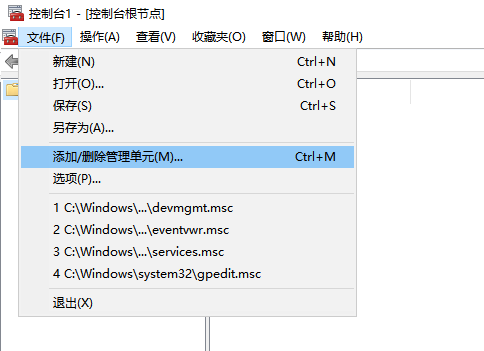 控制台1 - [控制台根节点]
文件(F) 操作(A) 查看(V) 收藏夹(O) 窗口(W) 帮助(H)
新建(N) Ctrl+N
打开(O)... Ctrl+O
保存(S) Ctrl+S
另存为(A)...
添加/删除管理单元(M)... Ctrl+M
选项(P)...
1 C:\Windows\...\devmgmt.msc
2 C:\Windows\...\eventvwr.msc
3 C:\Windows\...\services.msc
4 C:\Windows\system32\gpedit.msc
退出(X)